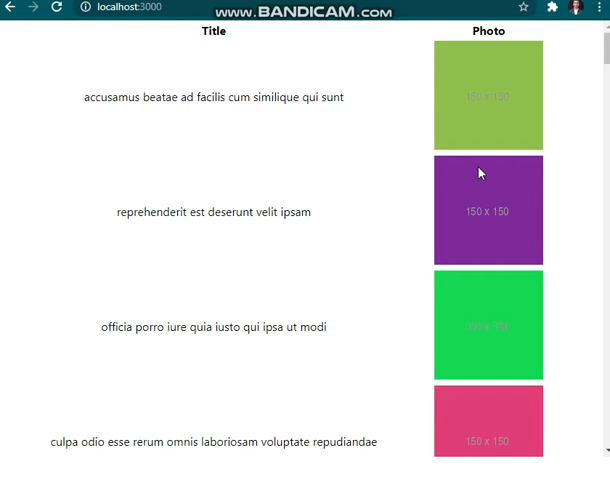 localhost:3000
www.BANDICAM.com
Title Photo
accusamus beatae ad facilis cum similique qui sunt
150 x 150
reprehenderit est deserunt velit ipsam
150 x 150
officia porro iure quia iusto qui ipsa ut modi
150 x 150
culpa odio esse rerum omnis laboriosam voluptate repudiandae
150 x 150